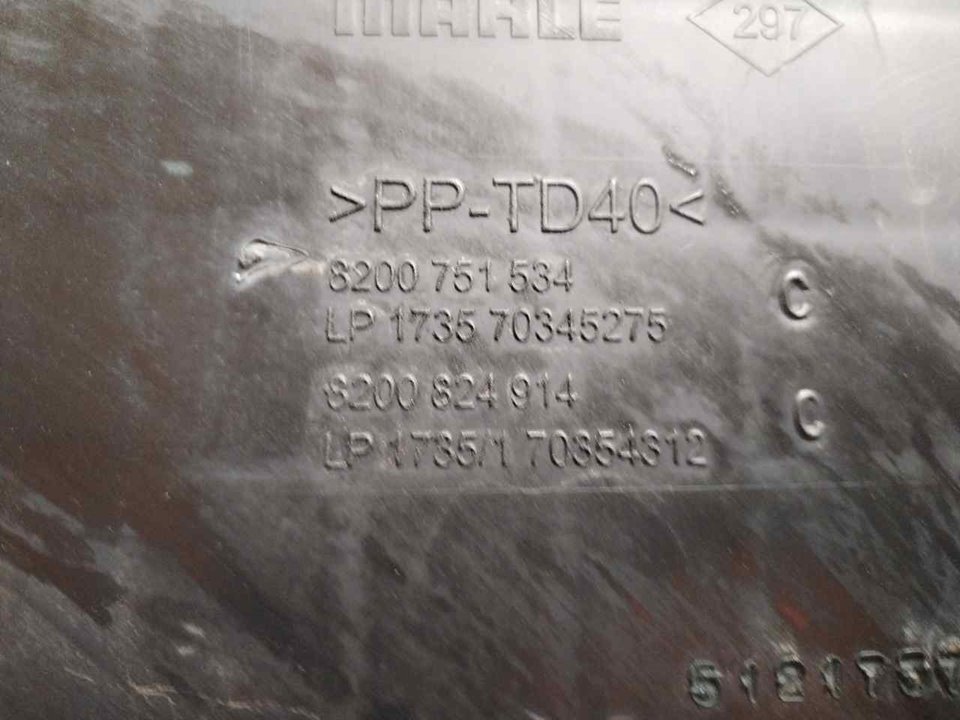 MAHLE
297
>PP-TD40<
8200 751 534 C
LP 1735 70345275
8200 824 914 C
LP 1735/1 70354312